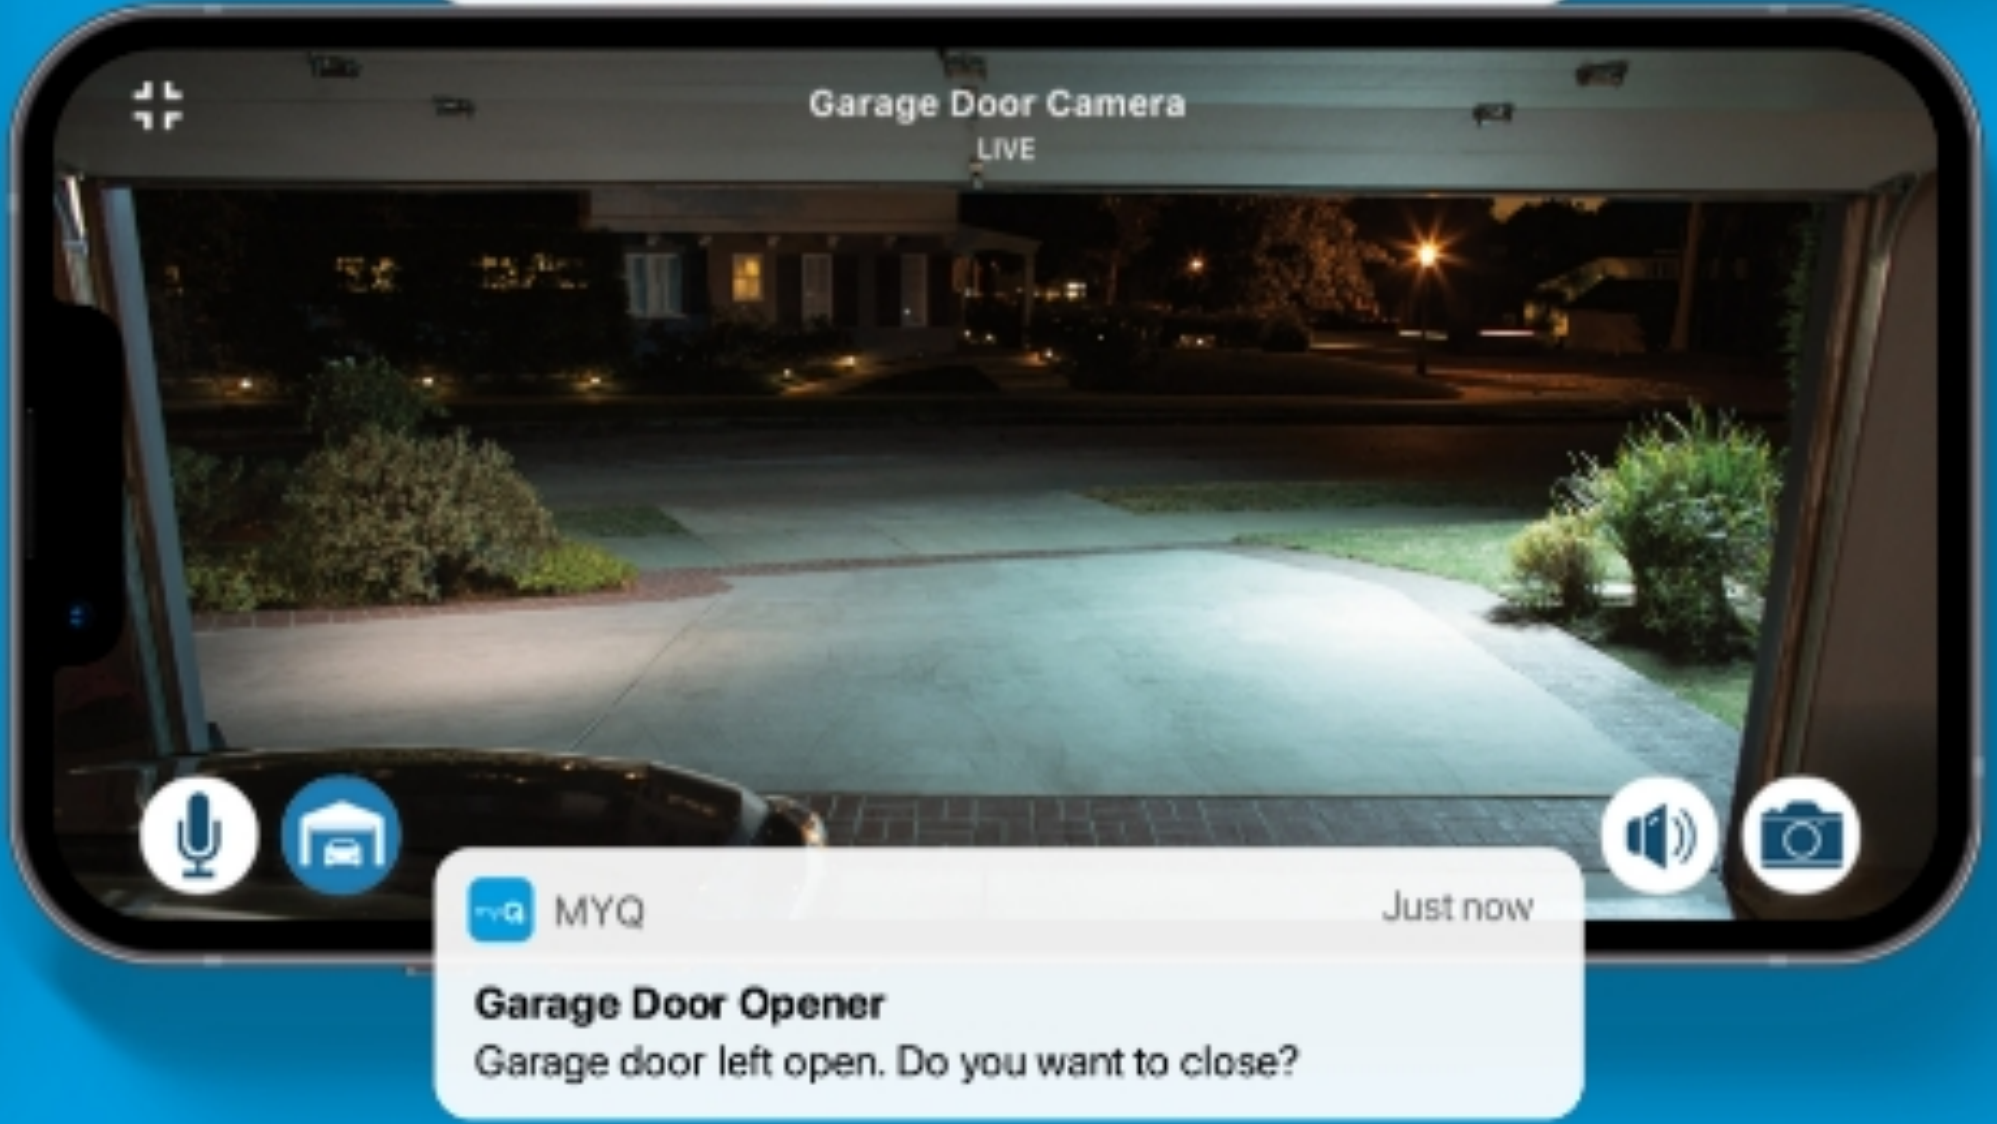 Garage Door Camera
LIVE
myQ
MYQ
Just now
Garage Door Opener
Garage door left open. Do you want to close?